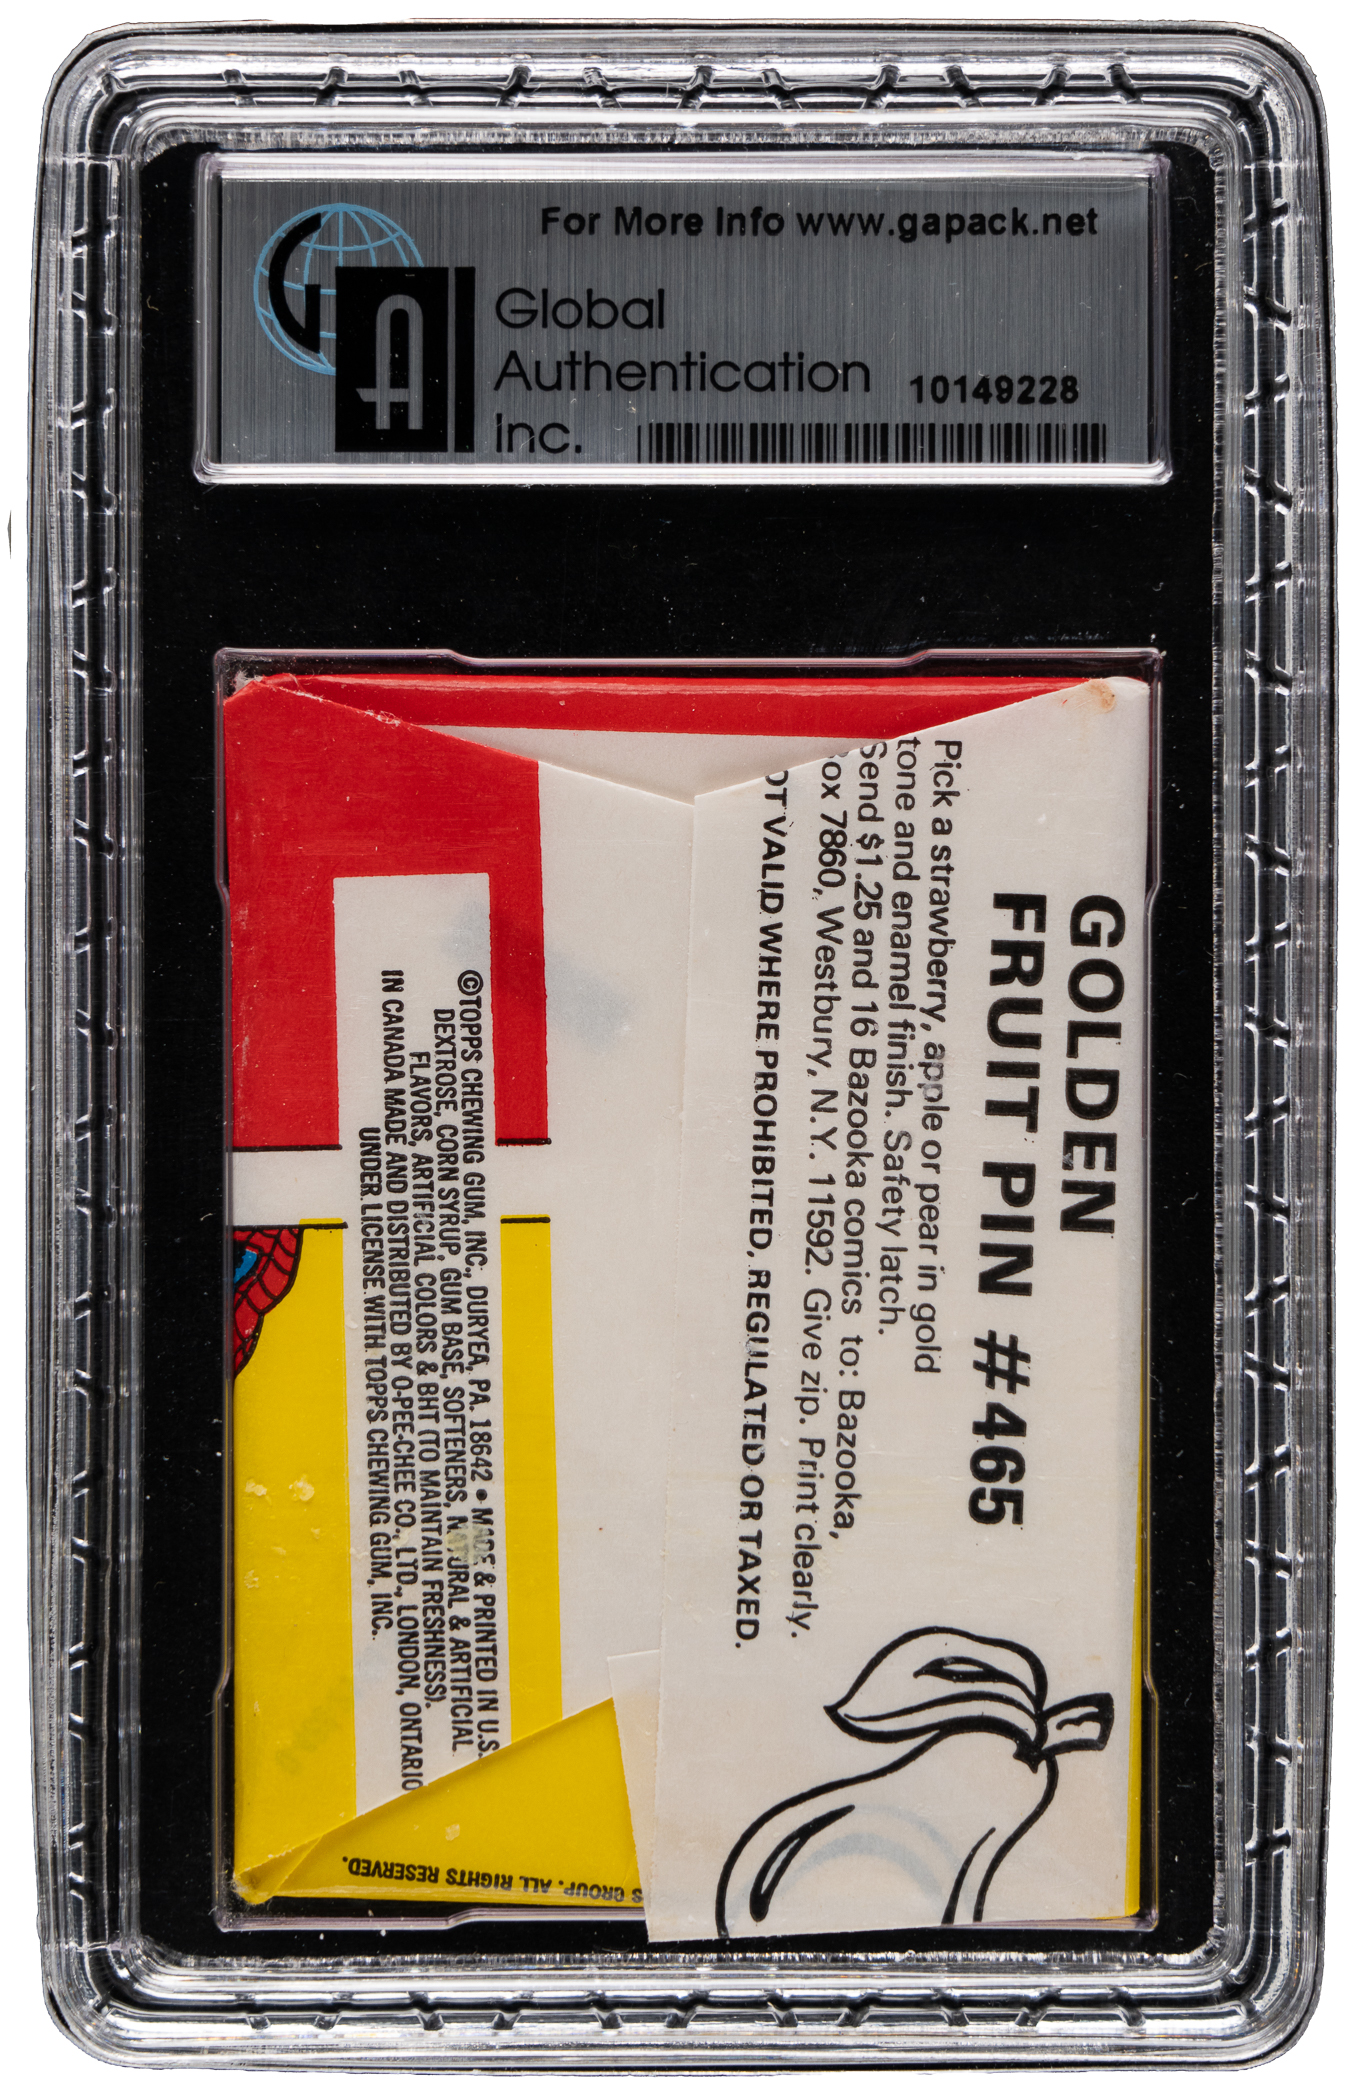 For More Info www.gapack.net
GA
Global
Authentication
Inc.
10149228
GOLDEN
FRUIT PIN #465
Pick a strawberry, apple or pear in gold
tone and enamel finish. Safety latch.
Send $1.25 and 16 Bazooka comics to: Bazooka,
ox 7860, Westbury, N.Y. 11592. Give zip. Print clearly.
OT VALID WHERE PROHIBITED, REGULATED OR TAXED.
©TOPPS CHEWING GUM, INC., DURYEA, PA. 18642 • MADE & PRINTED IN U.S.
DEXTROSE, CORN SYRUP, GUM BASE, SOFTENERS, NATURAL & ARTIFICIAL
FLAVORS, ARTIFICIAL COLORS & BHT (TO MAINTAIN FRESHNESS).
IN CANADA MADE AND DISTRIBUTED BY O-PEE-CHEE CO., LTD., LONDON, ONTARIO
UNDER LICENSE WITH TOPPS CHEWING GUM, INC.
S GROUP. ALL RIGHTS RESERVED.